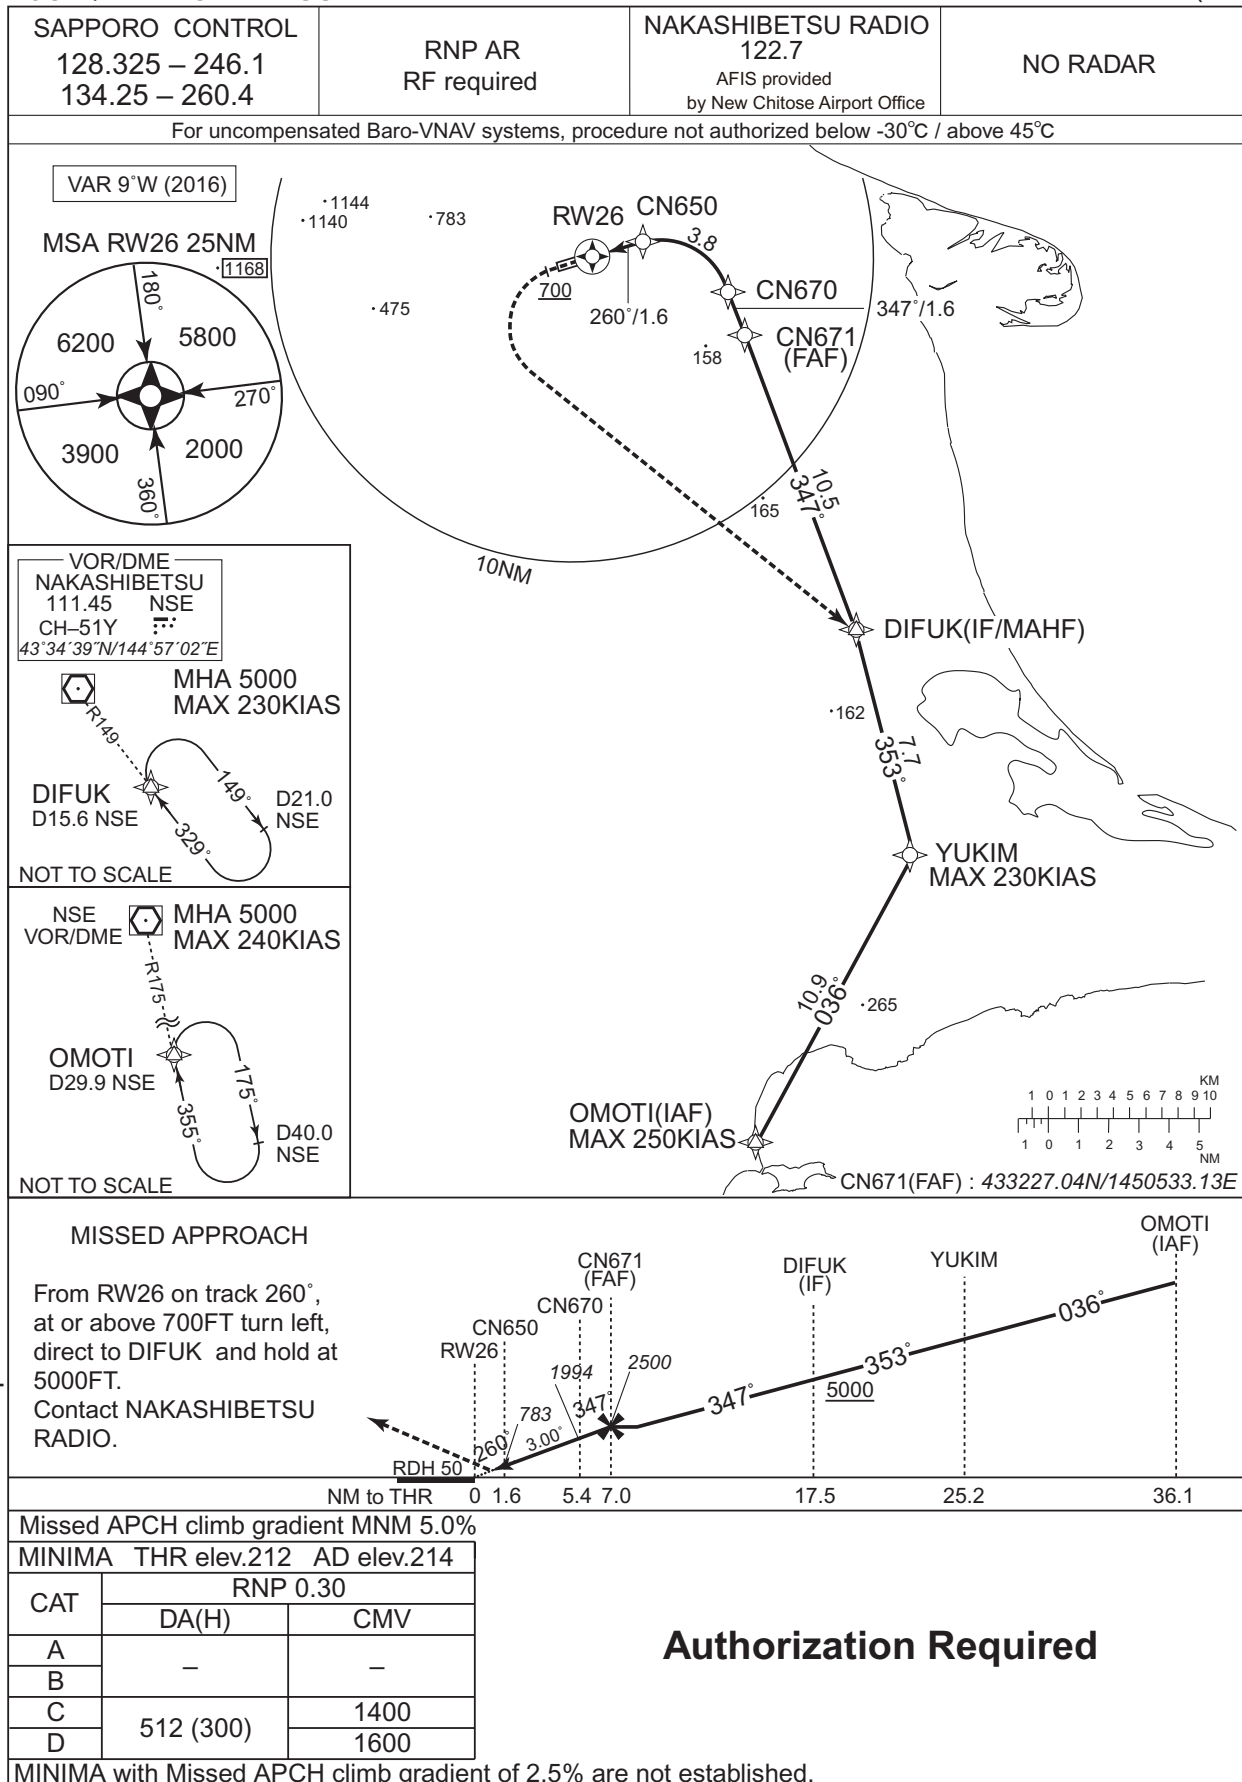 SAPPORO CONTROL
128.325 – 246.1
134.25 – 260.4
RNP AR
RF required
NAKASHIBETSU RADIO
122.7
AFIS provided
by New Chitose Airport Office
NO RADAR
For uncompensated Baro-VNAV systems, procedure not authorized below -30°C / above 45°C
VAR 9°W (2016)
MSA RW26 25NM
180°
6200
5800
090°
270°
3900
2000
360°
1144
1140
783
1168
475
RW26
CN650
3.8
700
260°/1.6
CN670
347°/1.6
CN671
(FAF)
158
10.5
347°
165
10NM
DIFUK(IF/MAHF)
162
7.7
353°
YUKIM
MAX 230KIAS
10.9
036°
265
OMOTI(IAF)
MAX 250KIAS
KM
1 0 1 2 3 4 5 6 7 8 9 10
1 0 1 2 3 4 5
NM
CN671(FAF) : 433227.04N/1450533.13E
VOR/DME
NAKASHIBETSU
111.45 NSE
CH–51Y
43°34´39˝N/144°57´02˝E
MHA 5000
MAX 230KIAS
R149
DIFUK
D15.6 NSE
149°
329°
D21.0
NSE
NOT TO SCALE
NSE
VOR/DME
MHA 5000
MAX 240KIAS
R175
OMOTI
D29.9 NSE
175°
355°
D40.0
NSE
NOT TO SCALE
MISSED APPROACH
From RW26 on track 260°,
at or above 700FT turn left,
direct to DIFUK and hold at
5000FT.
Contact NAKASHIBETSU
RADIO.
RW26
CN650
CN670
CN671
(FAF)
DIFUK
(IF)
YUKIM
OMOTI
(IAF)
1994
2500
783
347°
260°
3.00°
347°
5000
353°
036°
RDH 50
NM to THR 0 1.6 5.4 7.0 17.5 25.2 36.1
Missed APCH climb gradient MNM 5.0%
MINIMA THR elev.212 AD elev.214
CAT
RNP 0.30
DA(H) CMV
A
B
– –
C
D
512 (300)
1400
1600
Authorization Required
MINIMA with Missed APCH climb gradient of 2.5% are not established.